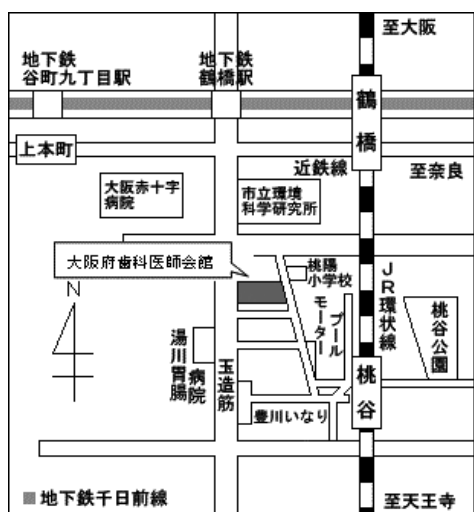 至大阪
地下鉄
谷町九丁目駅
地下鉄
鶴橋駅
鶴橋
上本町
近鉄線
至奈良
大阪赤十字
病院
市立環境
科学研究所
大阪府歯科医師会館
桃陽
小学校
JR環状線
N
プール
モーター
桃谷公園
湯川胃腸
病院
玉造筋
桃谷
豊川いなり
地下鉄千日前線
至天王寺